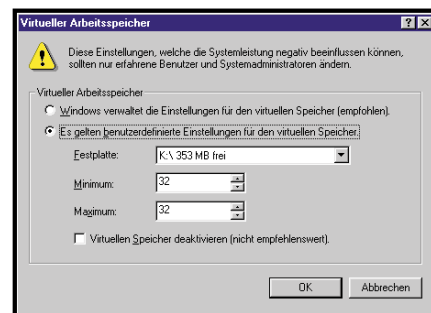 Virtueller Arbeitsspeicher
Diese Einstellungen, welche die Systemleistung negativ beeinflussen können,
sollten nur erfahrene Benutzer und Systemadministratoren ändern.
Virtueller Arbeitsspeicher
Windows verwaltet die Einstellungen für den virtuellen Speicher (empfohlen).
Es gelten benutzerdefinierte Einstellungen für den virtuellen Speicher.
Festplatte: K:\ 353 MB frei
Minimum: 32
Maximum: 32
Virtuellen Speicher deaktivieren (nicht empfehlenswert).
OK Abbrechen